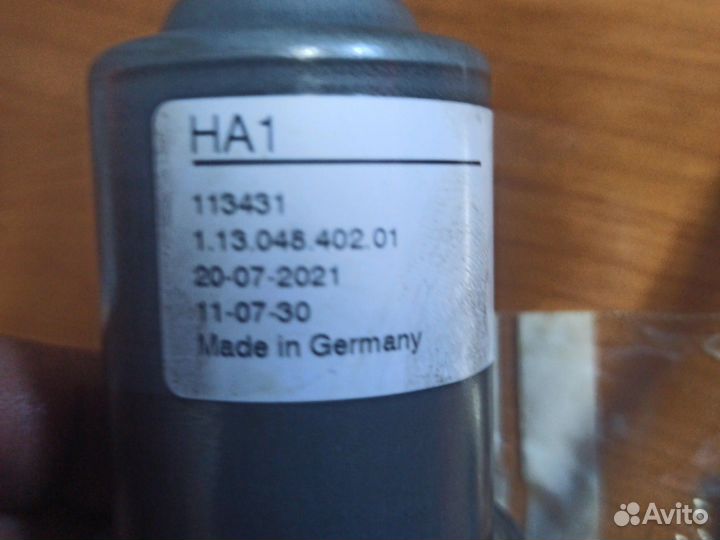 HA1
113431
1.13.048.402.01
20-07-2021
11-07-30
Made in Germany
Avito